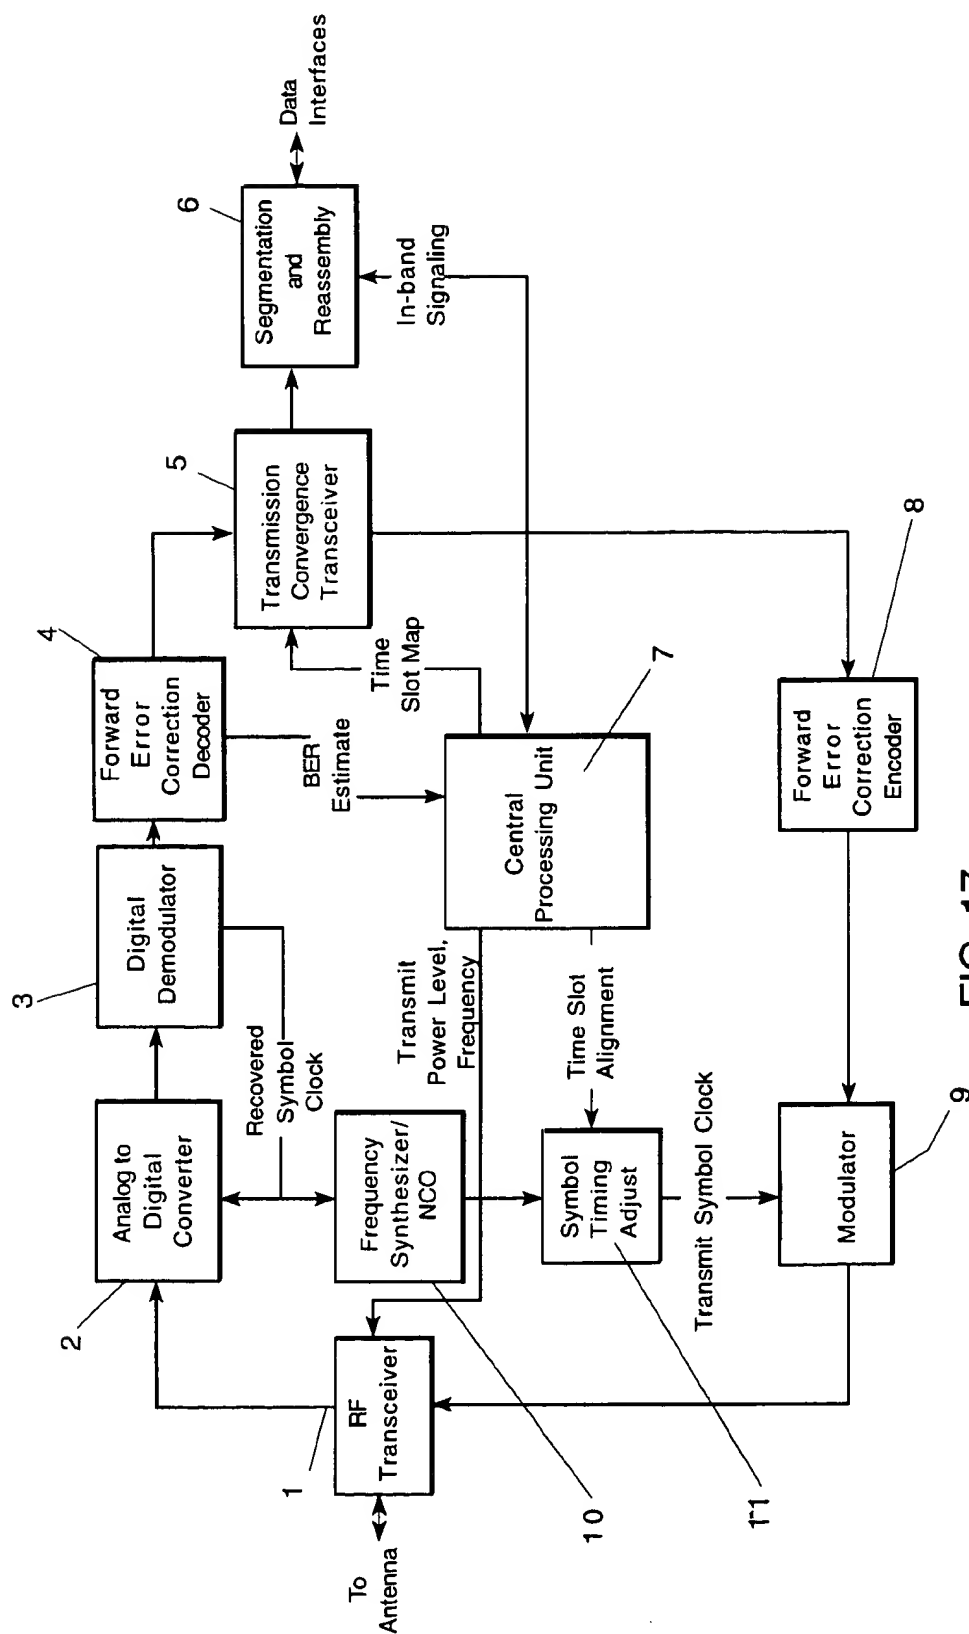 To
Antenna
1
RF
Transceiver
2
Analog to
Digital
Converter
3
Digital
Demodulator
4
Forward
Error
Correction
Decoder
5
Transmission
Convergence
Transceiver
6
Segmentation
and
Reassembly
Data
Interfaces
Recovered
Symbol
Clock
BER
Estimate
Time
Slot Map
In-band
Signaling
10
Frequency
Synthesizer/
NCO
Transmit
Power Level,
Frequency
7
Central
Processing Unit
11
Symbol
Timing
Adjust
Time Slot
Alignment
Transmit Symbol Clock
9
Modulator
8
Forward
Error
Correction
Encoder
FIG. 17